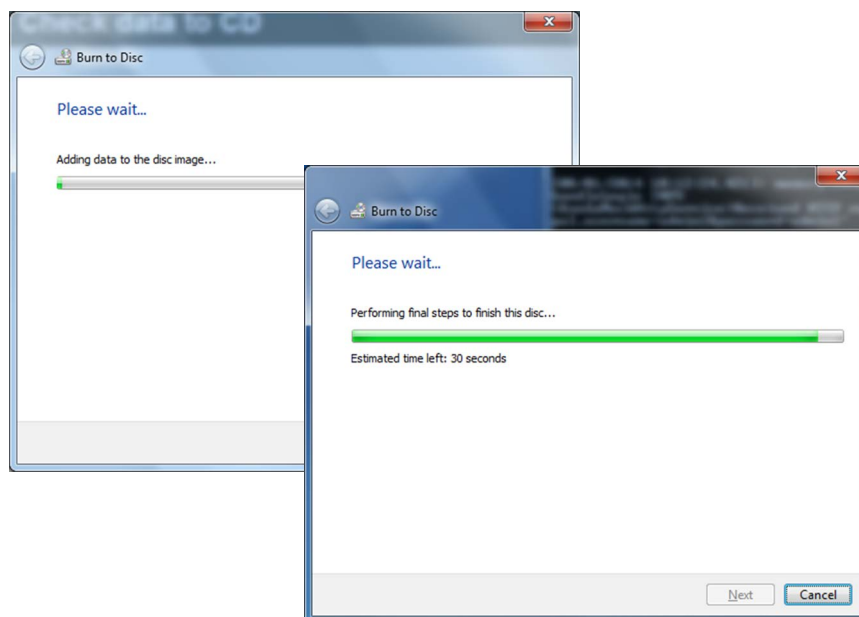 Check data to CD
Burn to Disc
Please wait...
Adding data to the disc image...
Burn to Disc
Please wait...
Performing final steps to finish this disc...
Estimated time left: 30 seconds
Next
Cancel